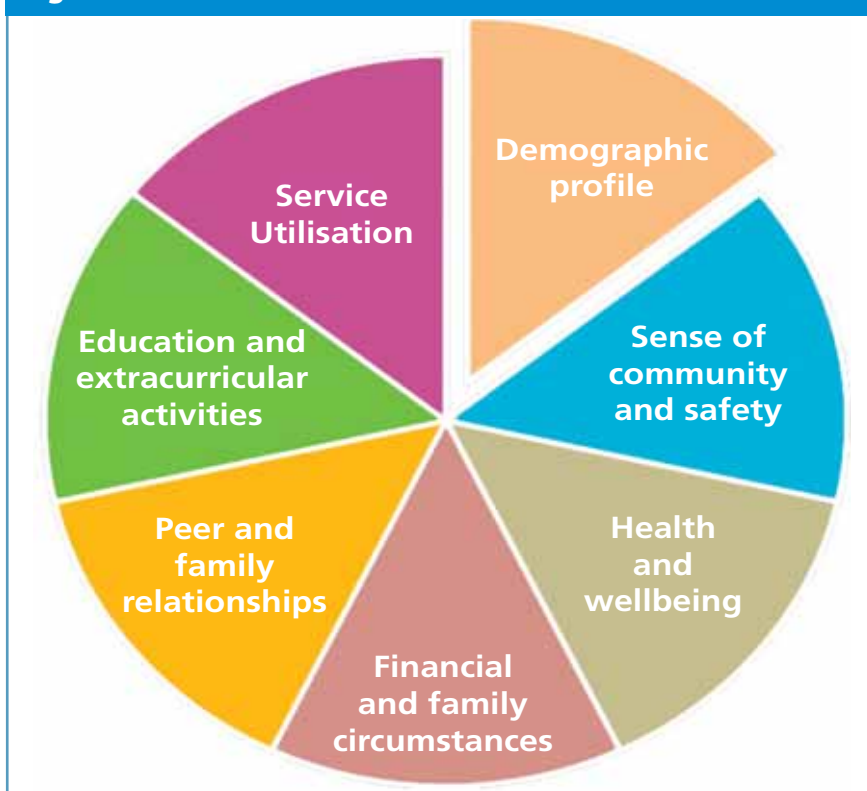 Demographic
profile
Sense of
community
and safety
Health
and
wellbeing
Financial
and family
circumstances
Peer and
family
relationships
Education and
extracurricular
activities
Service
Utilisation